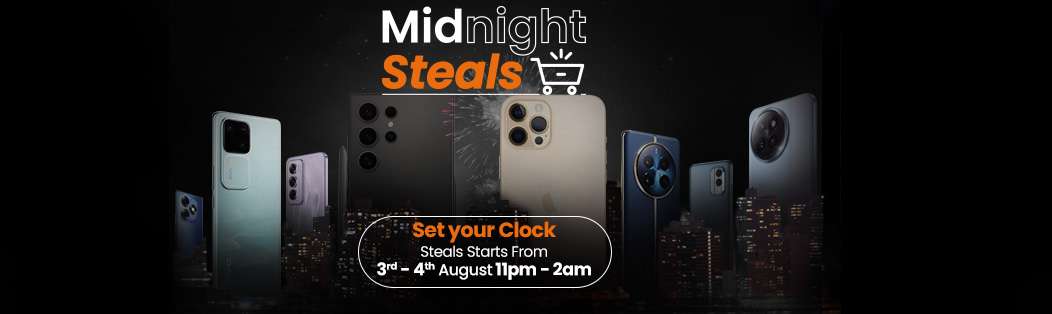 Midnight
Steals
Set your Clock
Steals Starts From
3rd - 4th August 11pm - 2am